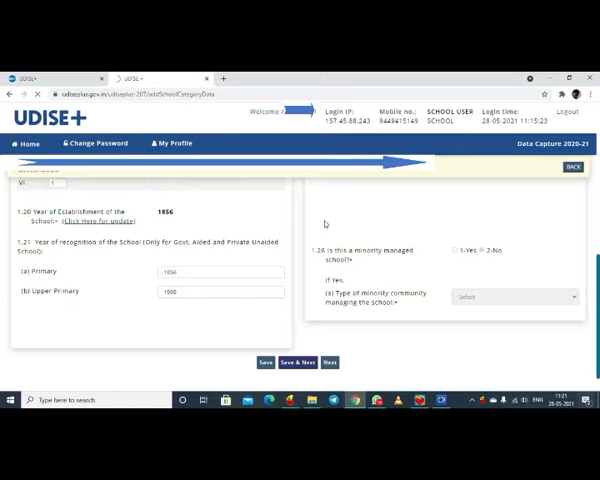 UDISE+
UDISE+
udiseplus.gov.in/udiseplus-207/addSchoolCategoryData
UDISE+
Welcome
Login IP:
157.45.88.243
Mobile no.:
9449415149
SCHOOL USER
SCHOOL
Login time:
28-05-2021 11:15:23
Logout
Home
Change Password
My Profile
Data Capture 2020-21
BACK
VI
1
1.20 Year of Establishment of the
School:• (Click Here for update)
1856
1.21 Year of recognition of the School (Only for Govt. Aided and Private Unaided
School):
(a) Primary
1856
(b) Upper Primary
1998
1.26 Is this a minority managed
school?•
1-Yes
2-No
If Yes,
(a) Type of minority community
managing the school:•
Select
Save
Save & Next
Next
Type here to search
ENG
11:21
28-05-2021